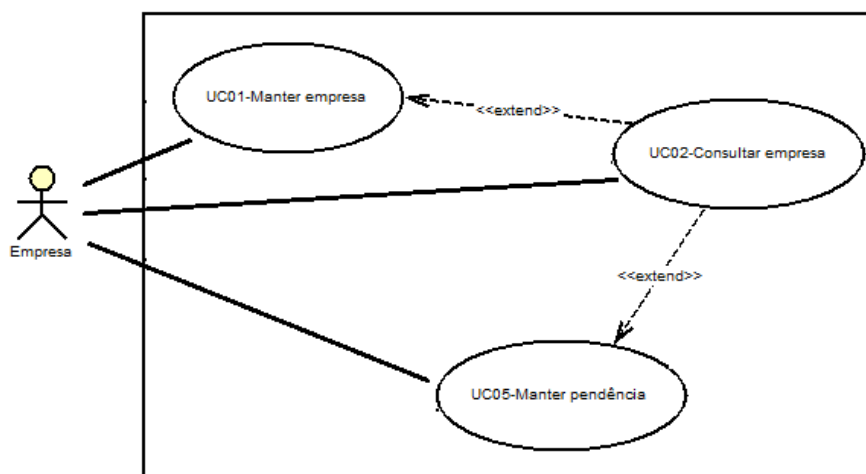 UC01-Manter empresa
<<extend>>
UC02-Consultar empresa
Empresa
<<extend>>
UC05-Manter pendência